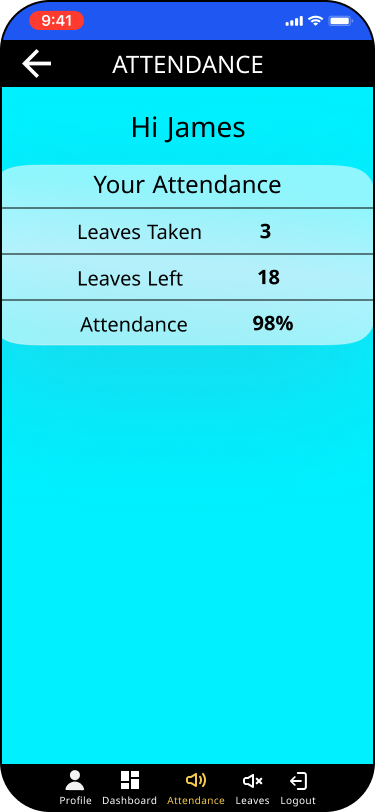 9:41
ATTENDANCE
Hi James
Your Attendance
Leaves Taken 3
Leaves Left 18
Attendance 98%
Profile Dashboard Attendance Leaves Logout